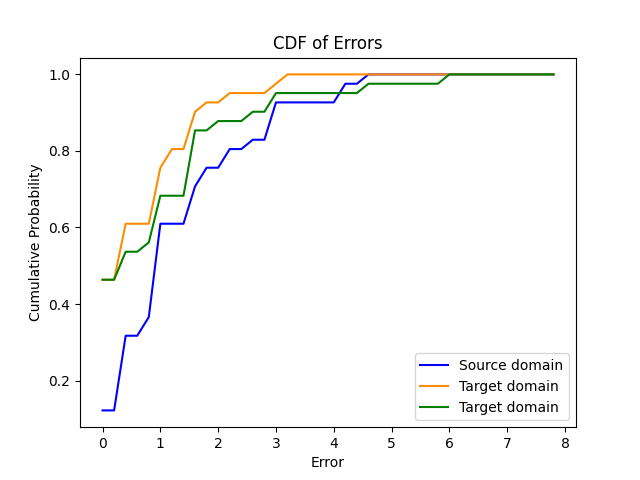 CDF of Errors
Cumulative Probability
1.0
0.8
0.6
0.4
0.2
Source domain
Target domain
Target domain
0 1 2 3 4 5 6 7 8
Error